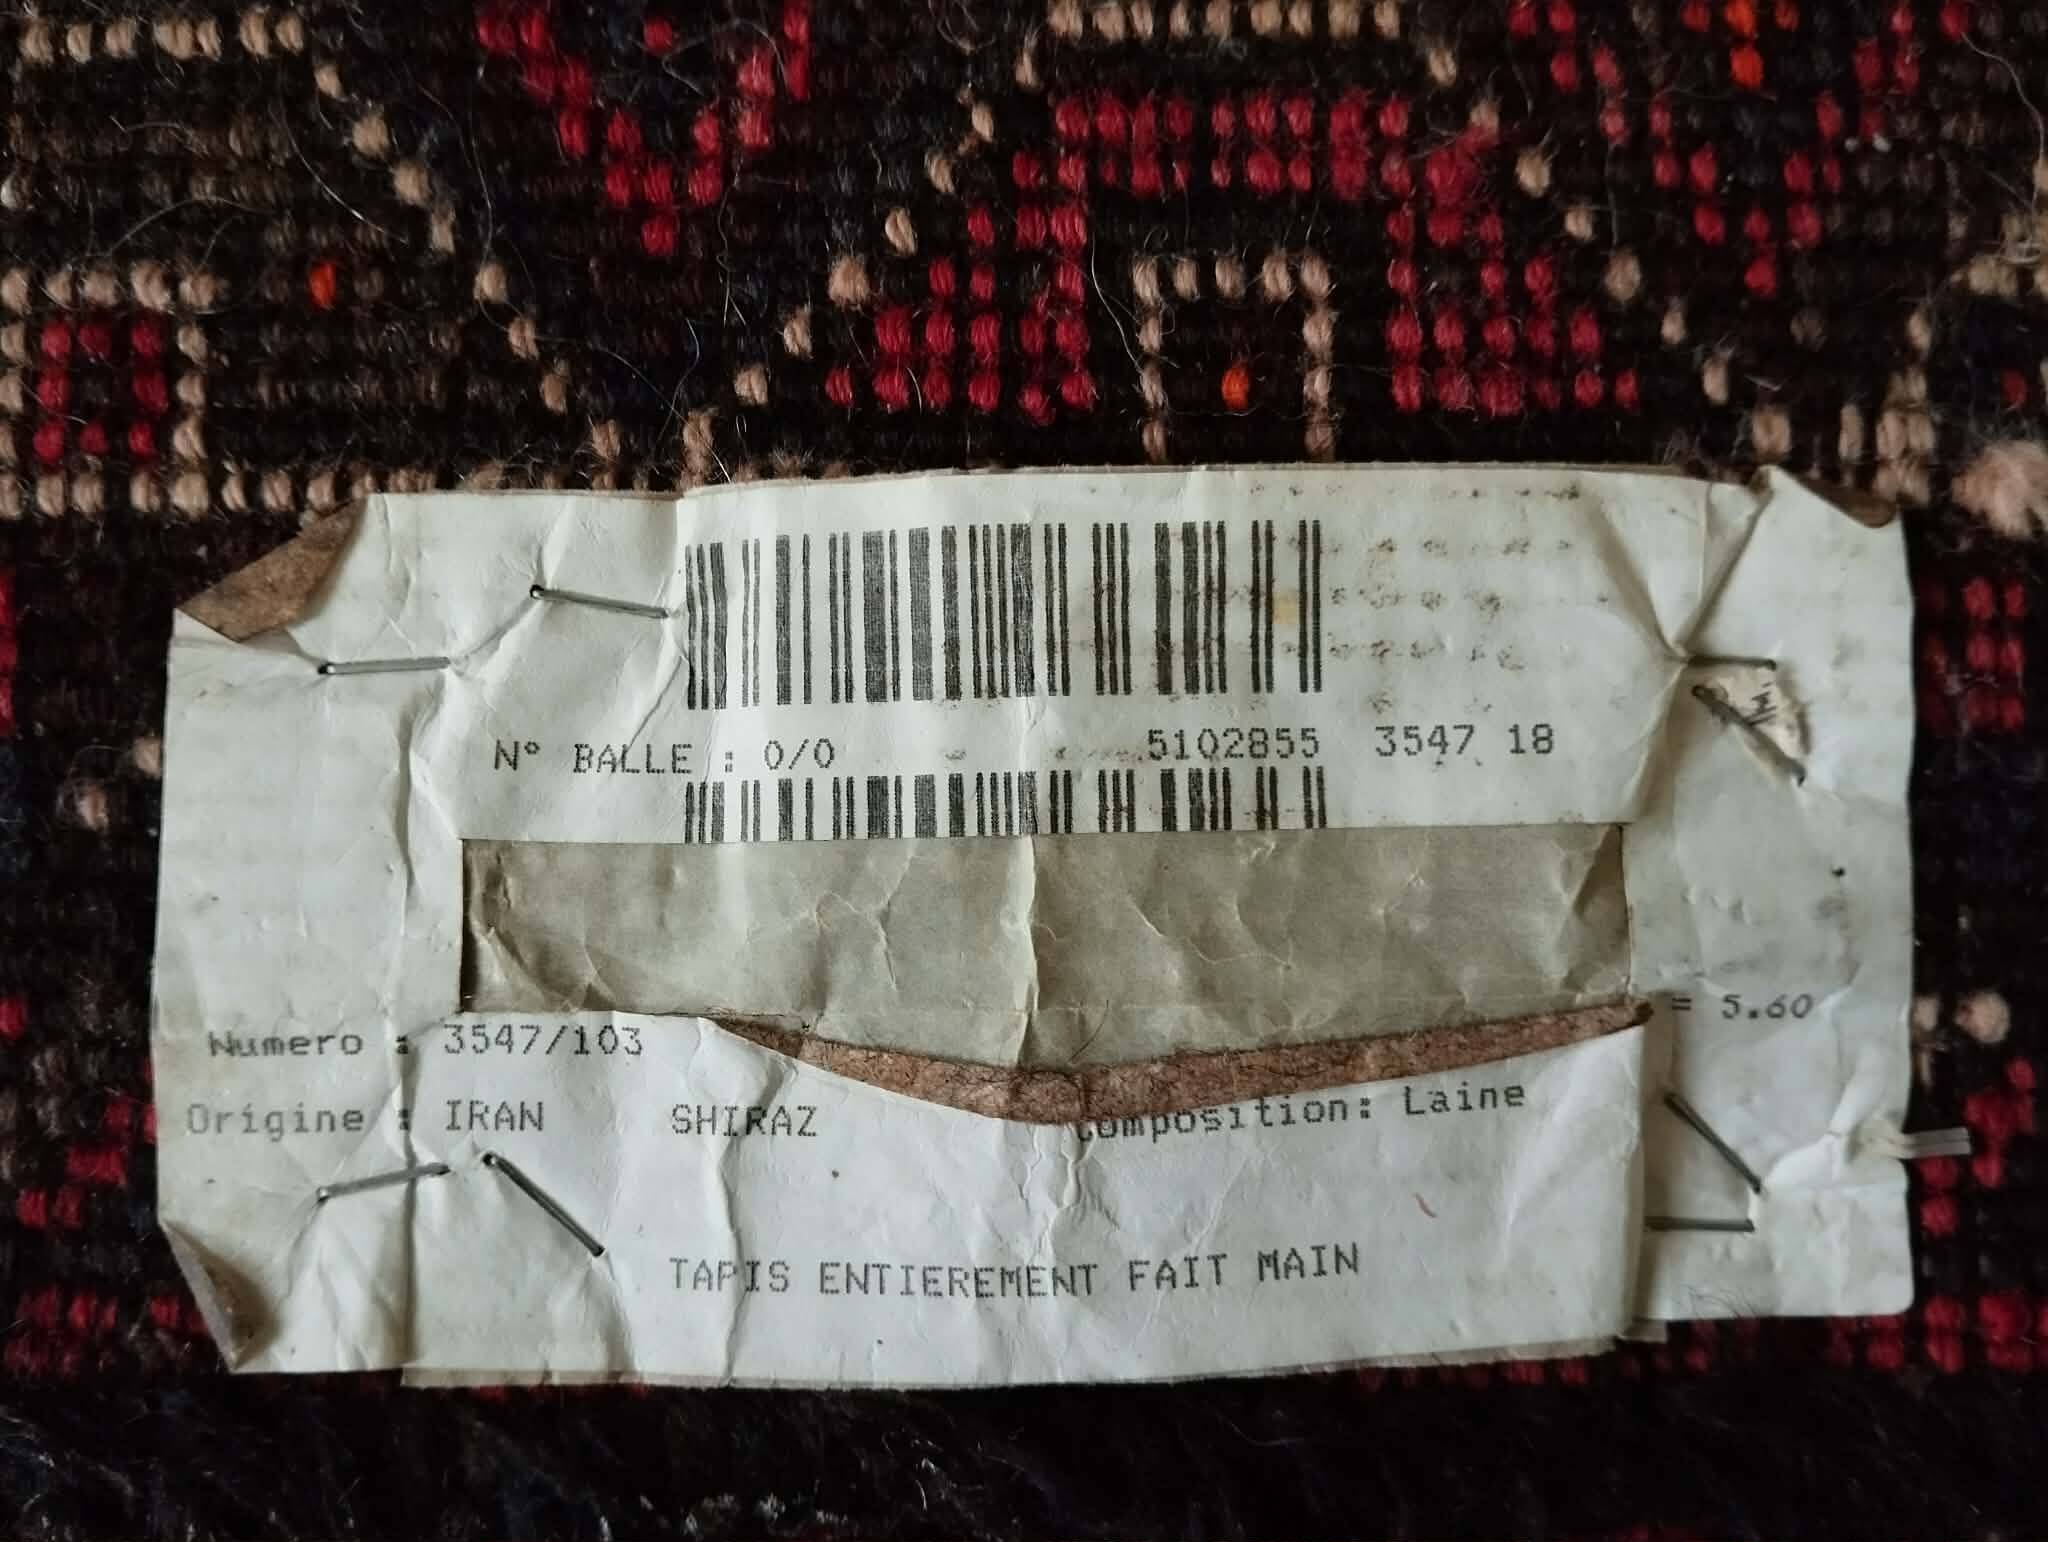 N° BALLE : 0/0 5102855 3547 18
Numero : 3547/103 = 5.60
Origine : IRAN SHIRAZ Composition: Laine
TAPIS ENTIEREMENT FAIT MAIN